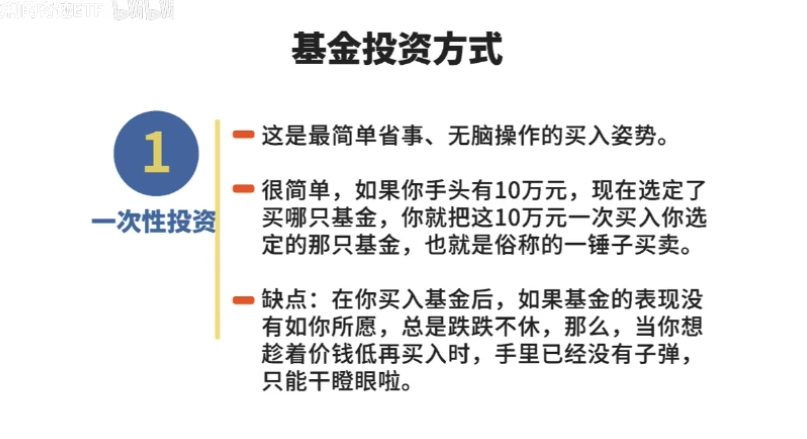 基金投资方式
1
一次性投资
这是最简单省事、无脑操作的买入姿势。
很简单，如果你手头有10万元，现在选定了
买哪只基金，你就把这10万元一次买入你选
定的那只基金，也就是俗称的一锤子买卖。
缺点：在你买入基金后，如果基金的表现没
有如你所愿，总是跌跌不休，那么，当你想
趁着价钱低再买入时，手里已经没有子弹，
只能干瞪眼啦。